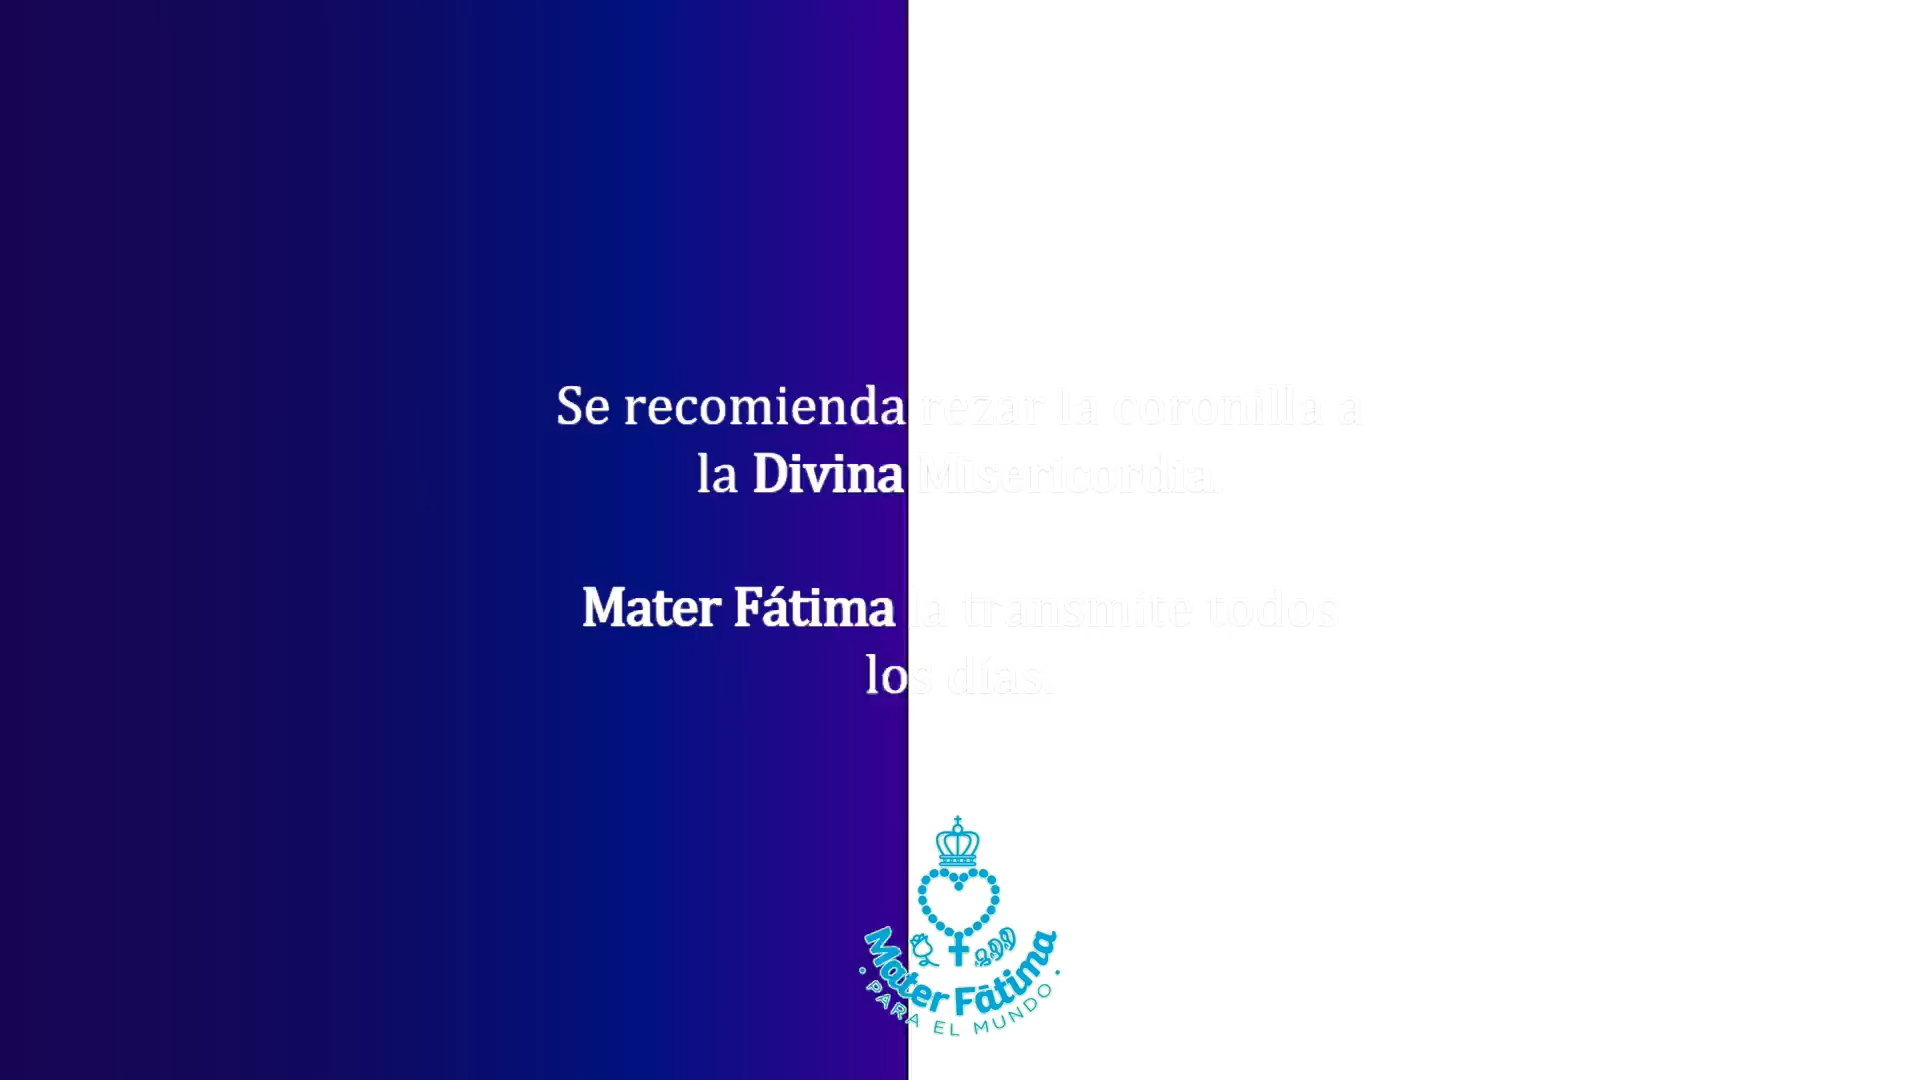 Se recomienda rezar la coronilla a
la Divina Misericordia
Mater Fátima la transmite todos
los días.
Mater Fátima
PARA EL MUNDO